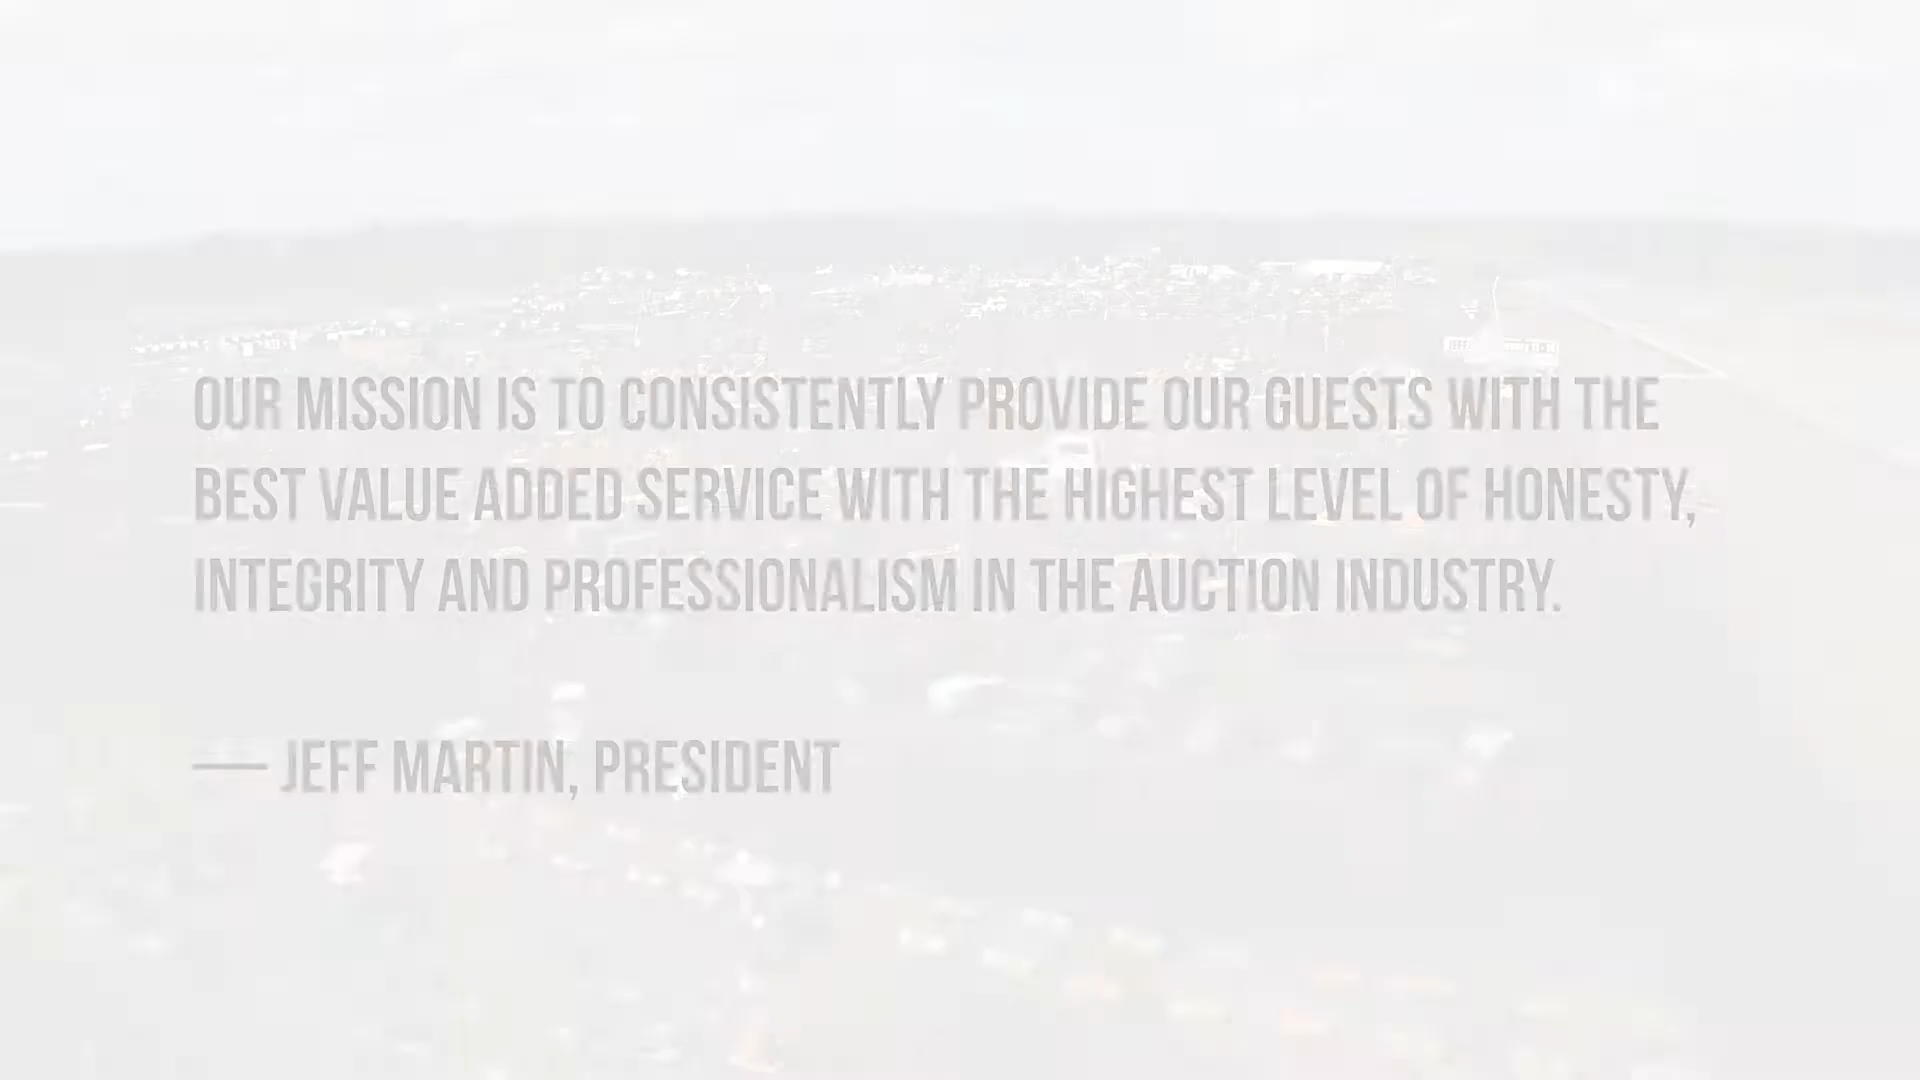 OUR MISSION IS TO CONSISTENTLY PROVIDE OUR GUESTS WITH THE
BEST VALUE ADDED SERVICE WITH THE HIGHEST LEVEL OF HONESTY,
INTEGRITY AND PROFESSIONALISM IN THE AUCTION INDUSTRY.
— JEFF MARTIN, PRESIDENT